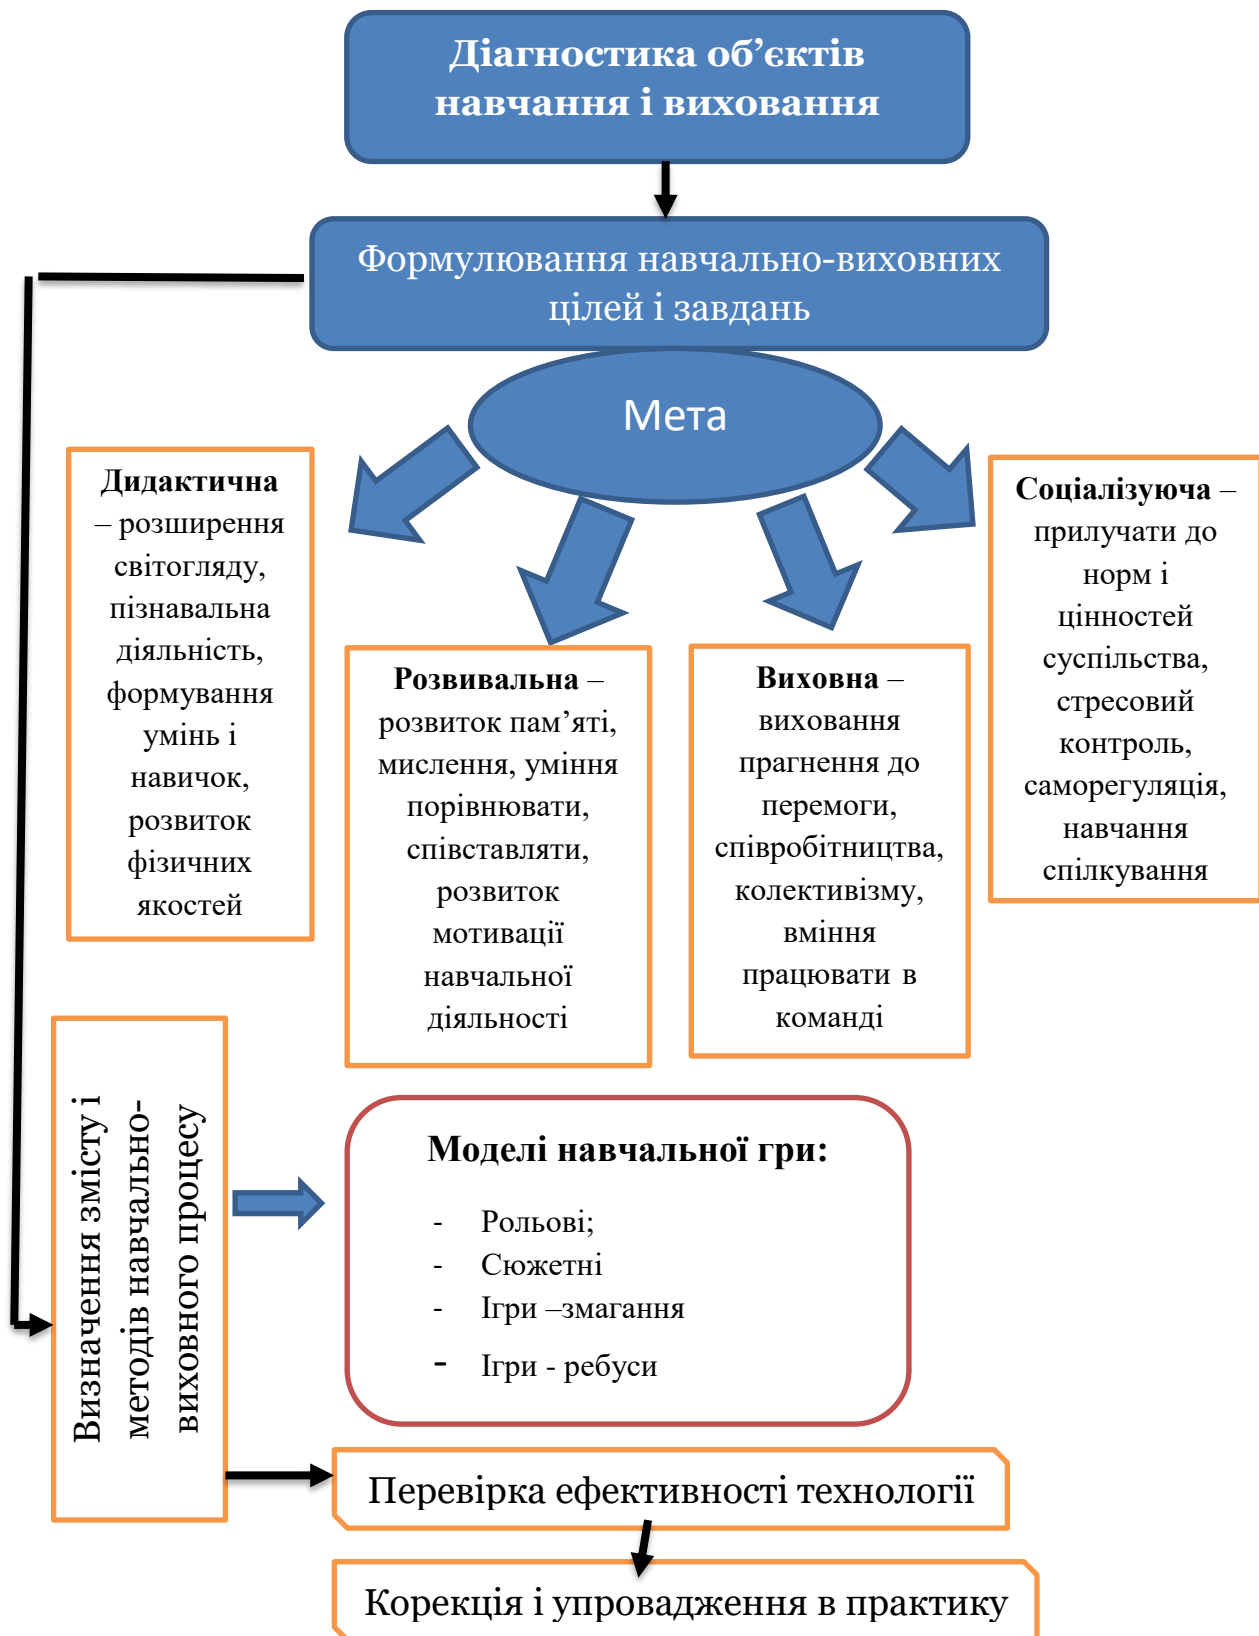 Діагностика об’єктів
навчання і виховання
Формулювання навчально-виховних
цілей і завдань
Мета
Дидактична
– розширення
світогляду,
пізнавальна
діяльність,
формування
умінь і
навичок,
розвиток
фізичних
якостей
Розвивальна –
розвиток пам’яті,
мислення, уміння
порівнювати,
співставляти,
розвиток
мотивації
навчальної
діяльності
Виховна –
виховання
прагнення до
перемоги,
співробітництва,
колективізму,
вміння
працювати в
команді
Соціалізуюча –
прилучати до
норм і
цінностей
суспільства,
стресовий
контроль,
саморегуляція,
навчання
спілкування
Визначення змісту і
методів навчально-
виховного процесу
Моделі навчальної гри:
- Рольові;
- Сюжетні
- Ігри –змагання
- Ігри - ребуси
Перевірка ефективності технології
Корекція і упровадження в практику